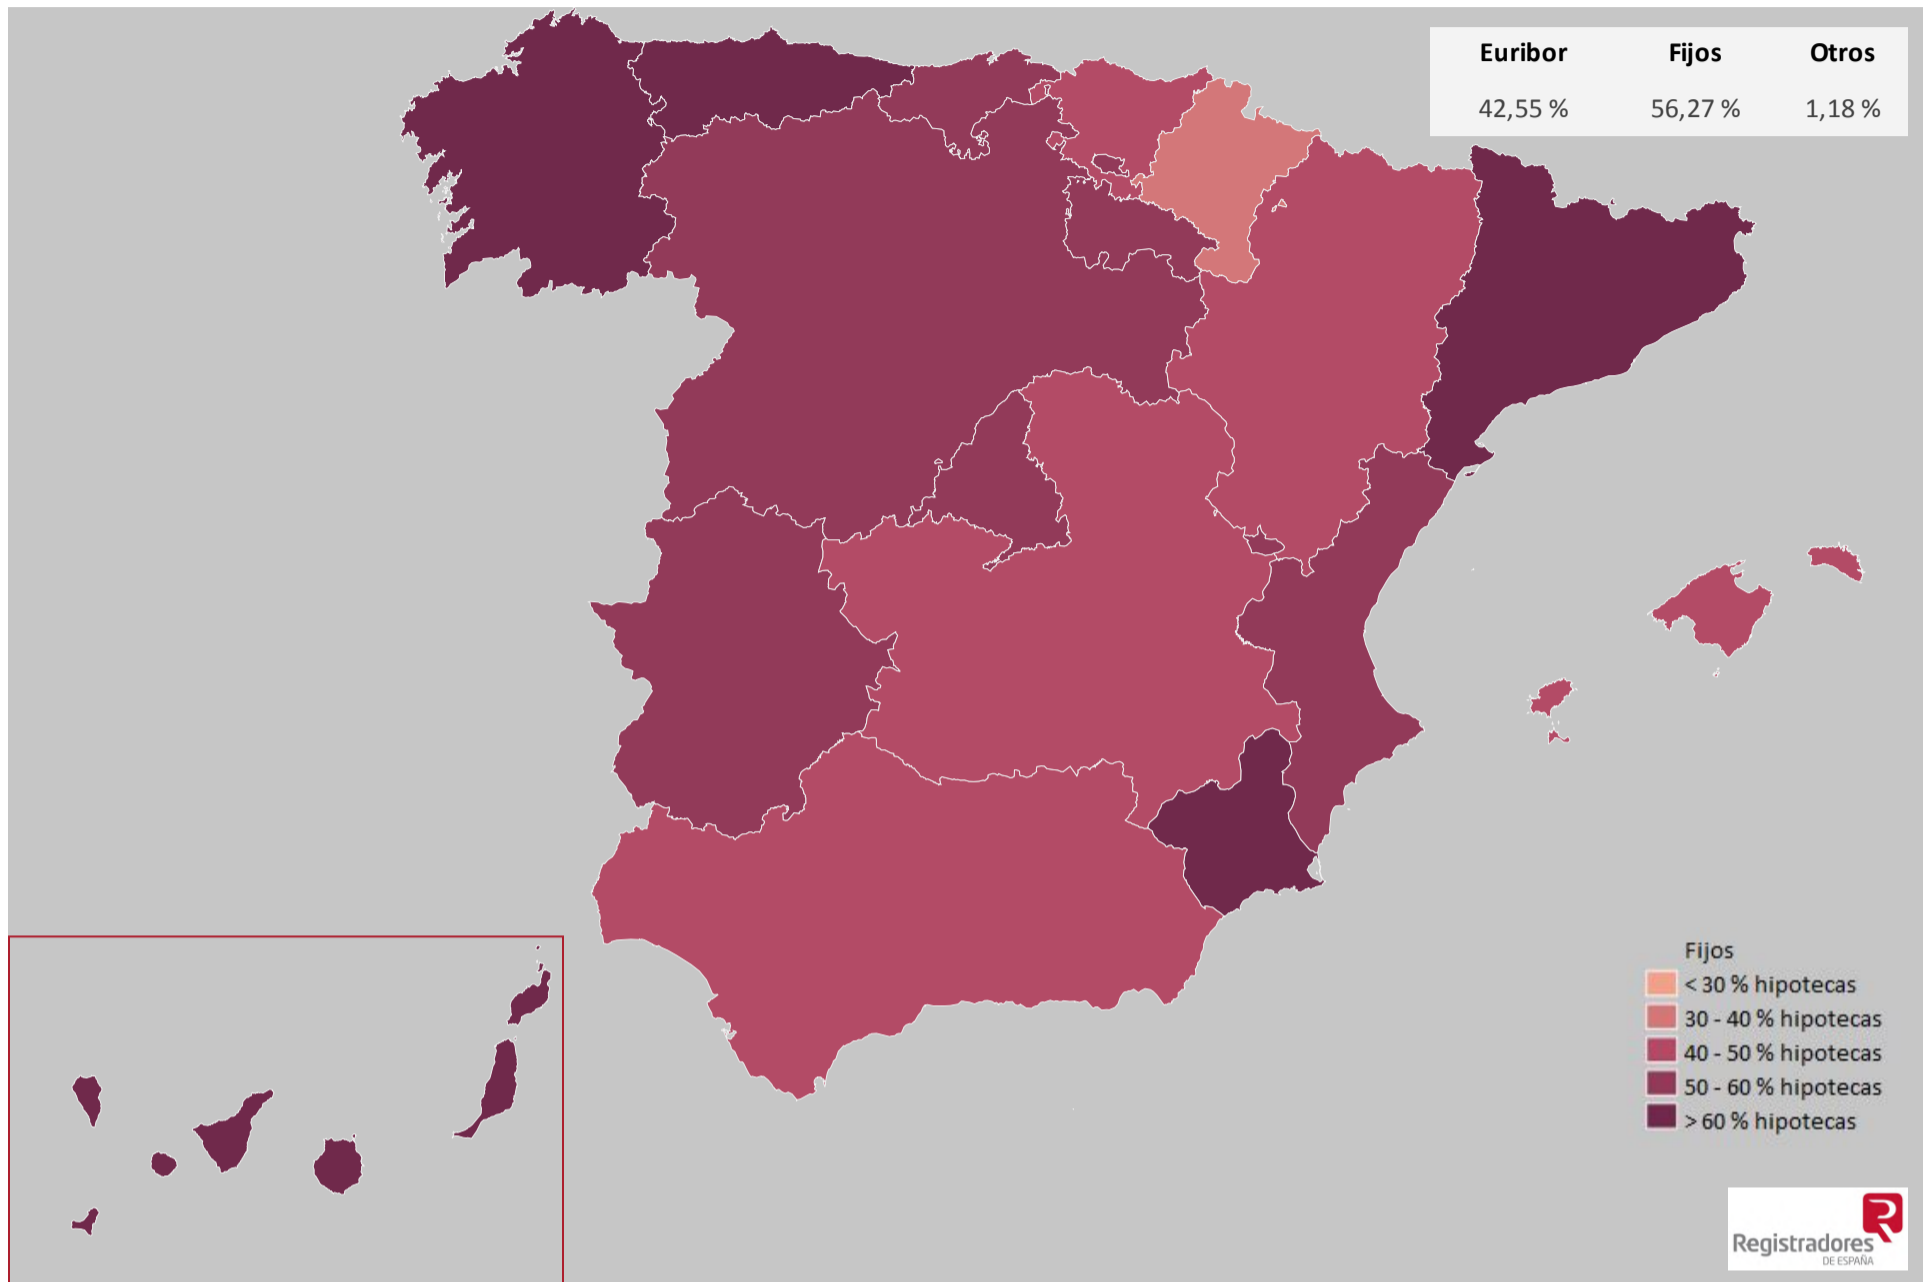 Euribor Fijos Otros
42,55 % 56,27 % 1,18 %
Fijos
< 30 % hipotecas
30 - 40 % hipotecas
40 - 50 % hipotecas
50 - 60 % hipotecas
> 60 % hipotecas
Registradores
DE ESPAÑA